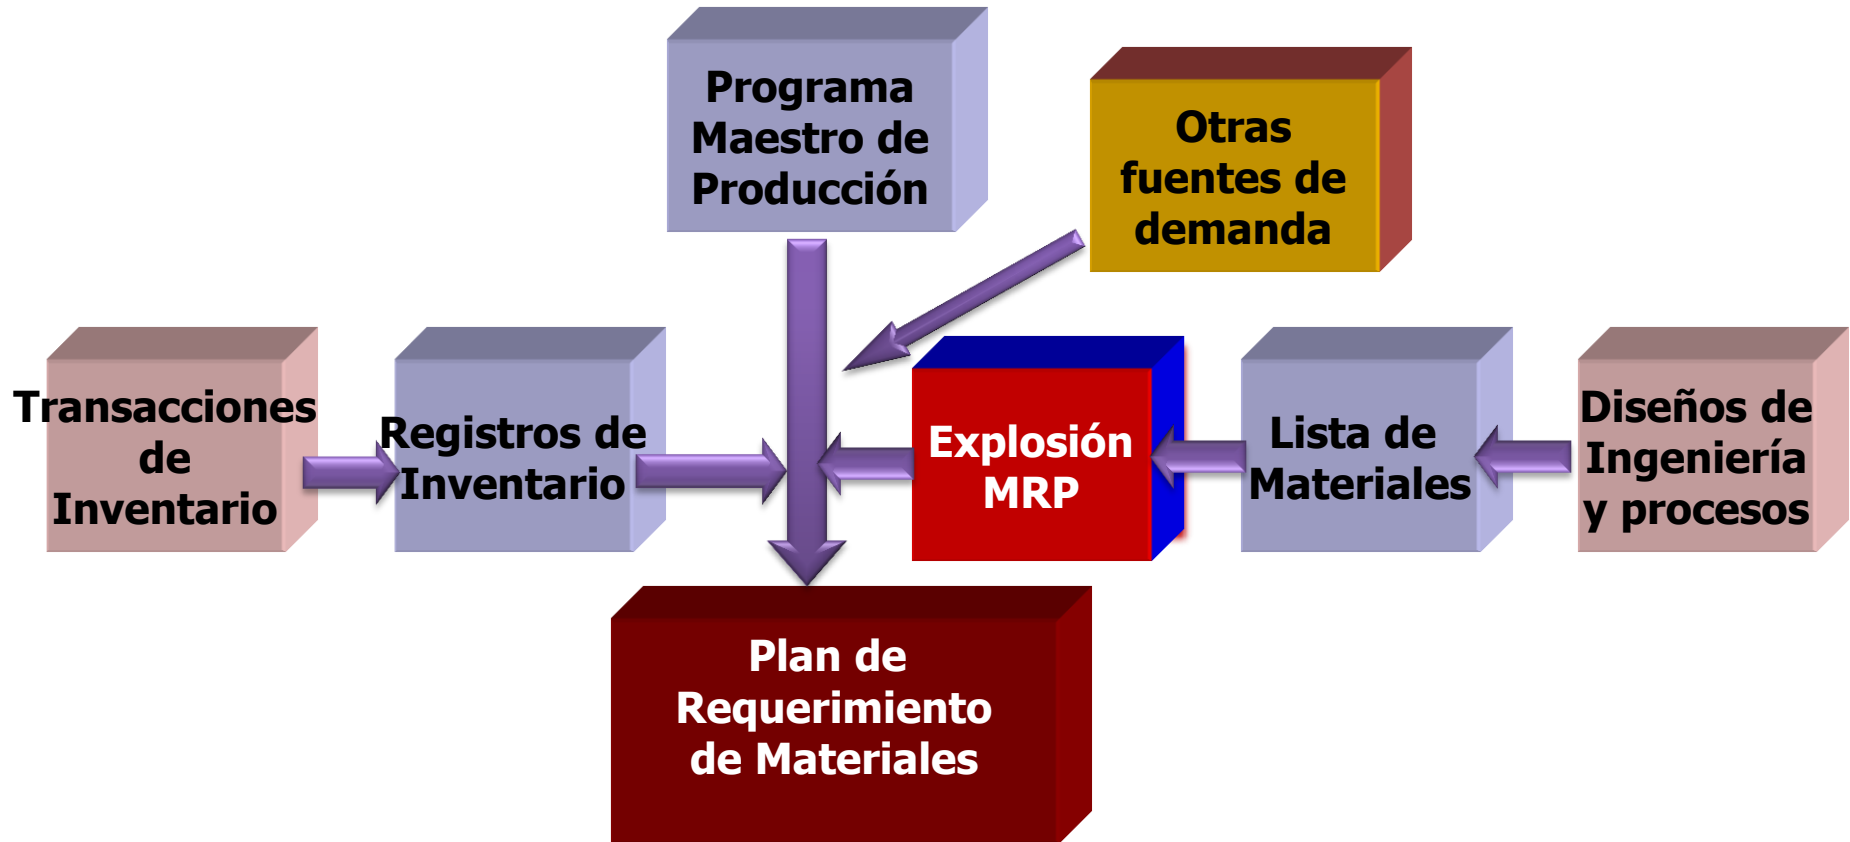 Programa
Maestro de
Producción
Otras
fuentes de
demanda
Transacciones
de
Inventario
Registros de
Inventario
Explosión
MRP
Lista de
Materiales
Diseños de
Ingeniería
y procesos
Plan de
Requerimiento
de Materiales